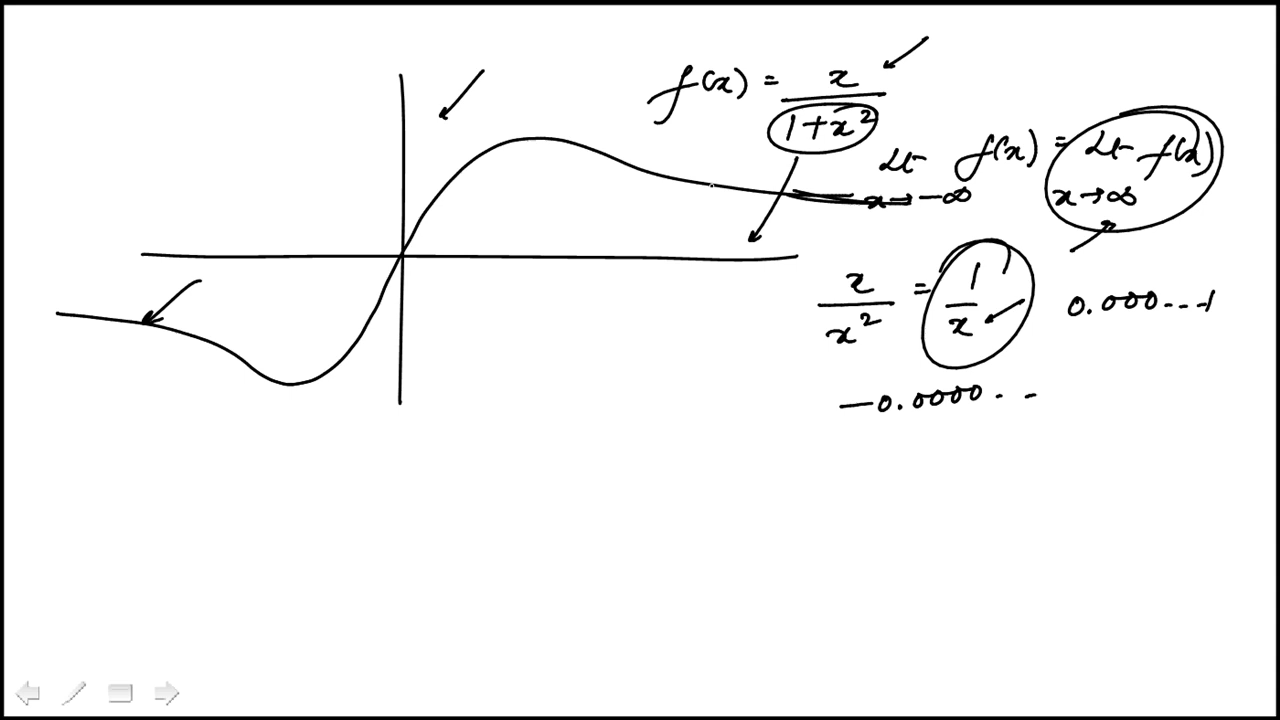 f(x) = x / (1+x²)
Lt x→-∞ f(x) = Lt x→∞ f(x)
x/x² = 1/x
0.000...1
-0.0000..